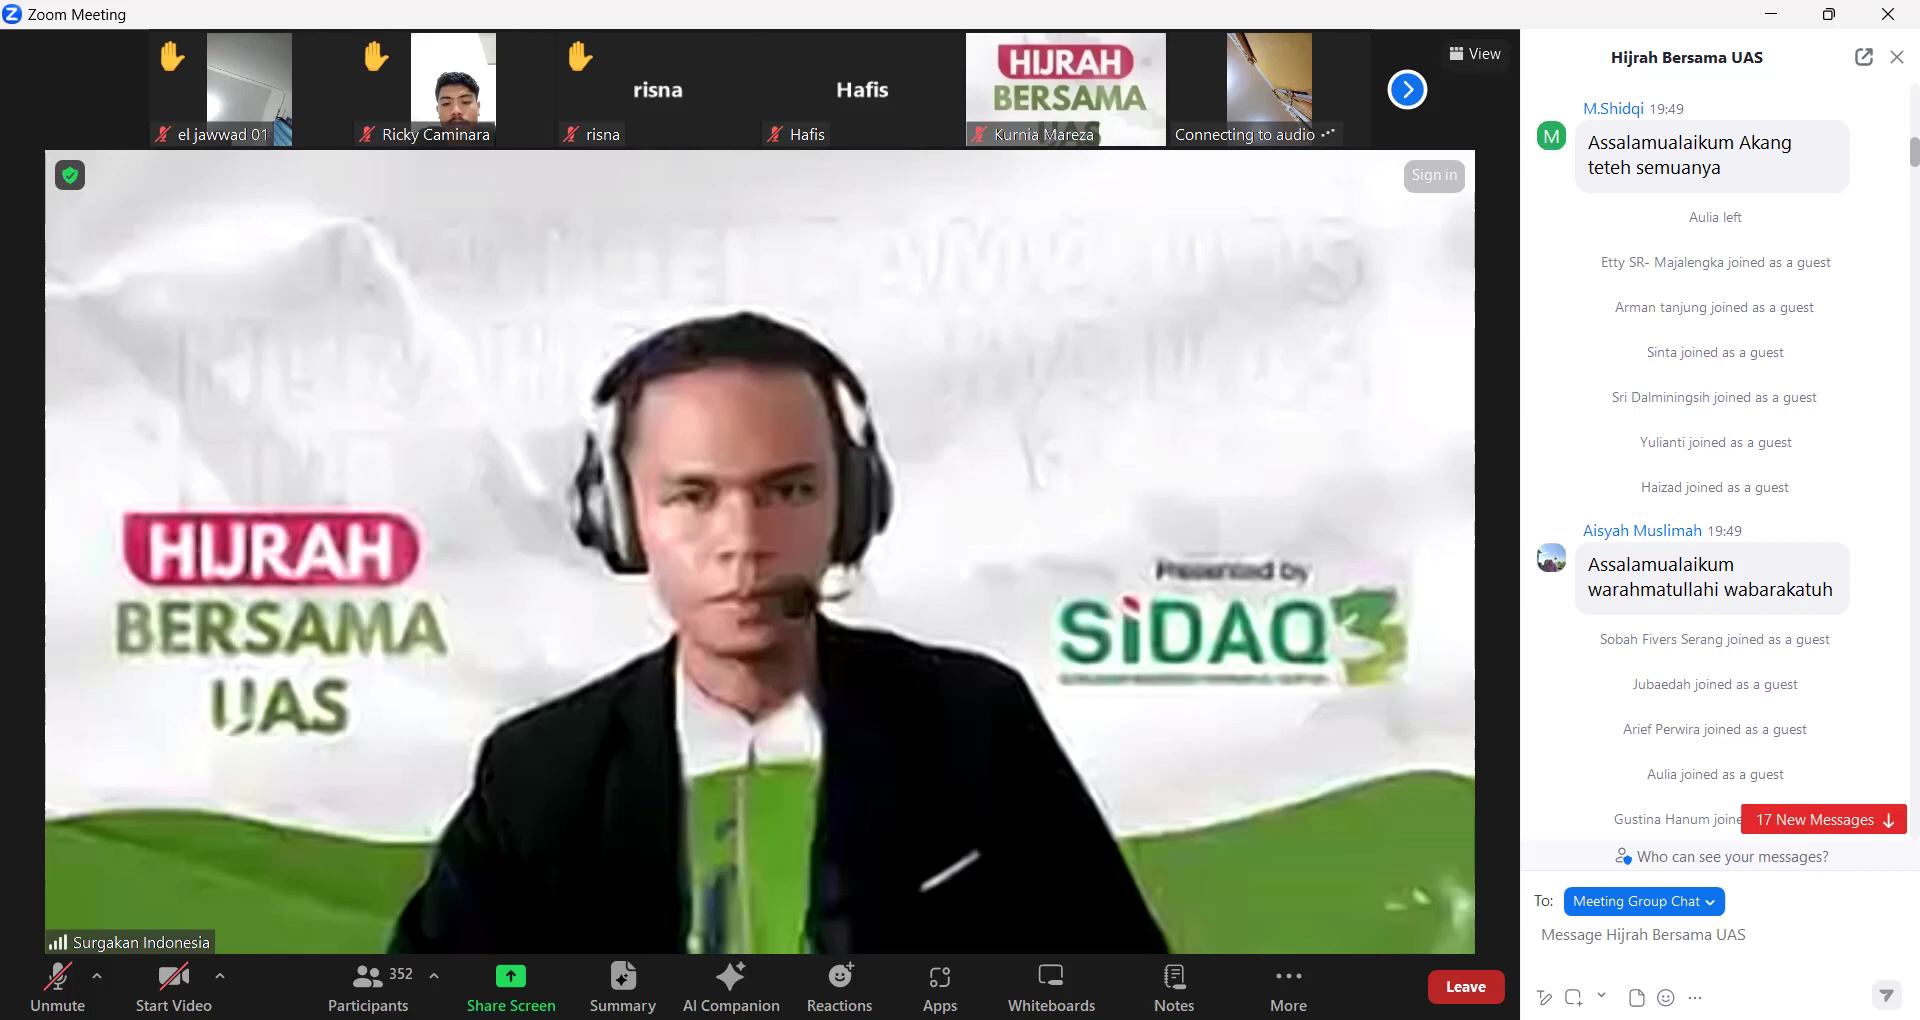 Zoom Meeting
View
risna
Hafis
HIJRAH
BERSAMA
UAS
el jawwad 01
Ricky Caminara
risna
Hafis
Kurnia Mareza
Connecting to audio
Sign in
HIJRAH
BERSAMA
UAS
Presented by
SiDAQ3
Surgakan Indonesia
Unmute
Start Video
352
Participants
Share Screen
Summary
AI Companion
Reactions
Apps
Whiteboards
Notes
More
Leave
Hijrah Bersama UAS
M.Shidqi 19:49
M
Assalamualaikum Akang
teteh semuanya
Aulia left
Etty SR- Majalengka joined as a guest
Arman tanjung joined as a guest
Sinta joined as a guest
Sri Dalminingsih joined as a guest
Yulianti joined as a guest
Haizad joined as a guest
Aisyah Muslimah 19:49
Assalamualaikum
warahmatullahi wabarakatuh
Sobah Fivers Serang joined as a guest
Jubaedah joined as a guest
Arief Perwira joined as a guest
Aulia joined as a guest
Gustina Hanum joine
17 New Messages
Who can see your messages?
To: Meeting Group Chat
Message Hijrah Bersama UAS